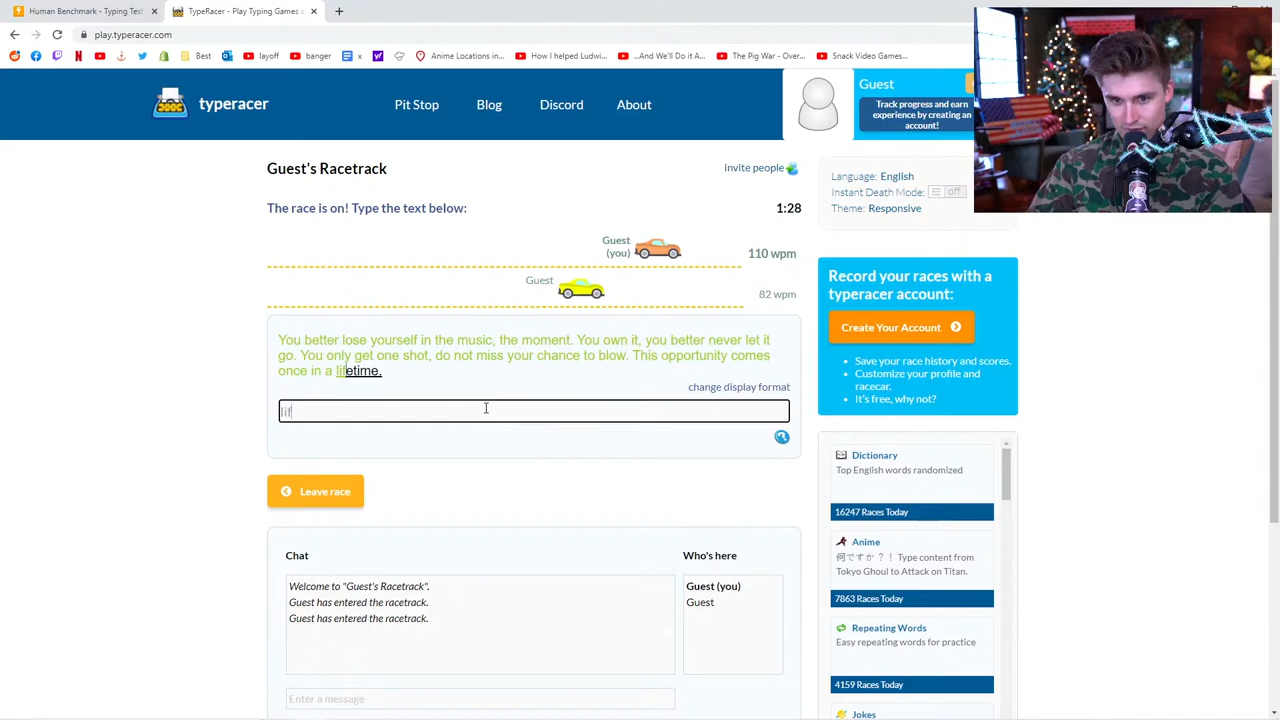 Human Benchmark - Typing Test
TypeRacer - Play Typing Games
play.typeracer.com
Best
layoff
banger
x
Anime Locations in...
How I helped Ludwi...
...And We'll Do it A...
The Pig War - Over...
Snack Video Games...
typeracer
Pit Stop
Blog
Discord
About
Guest
Track progress and earn
experience by creating an
account!
Guest's Racetrack
invite people
Language: English
Instant Death Mode: off
Theme: Responsive
The race is on! Type the text below:
1:28
Guest
(you)
110 wpm
Guest
82 wpm
You better lose yourself in the music, the moment. You own it, you better never let it
go. You only get one shot, do not miss your chance to blow. This opportunity comes
once in a lifetime.
change display format
lif
Leave race
Record your races with a
typeracer account:
Create Your Account
Save your race history and scores.
Customize your profile and
racecar.
It's free, why not?
Dictionary
Top English words randomized
16247 Races Today
Anime
何ですか？！ Type content from
Tokyo Ghoul to Attack on Titan.
7863 Races Today
Repeating Words
Easy repeating words for practice
4159 Races Today
Jokes
Chat
Who's here
Welcome to "Guest's Racetrack".
Guest has entered the racetrack.
Guest has entered the racetrack.
Guest (you)
Guest
Enter a message